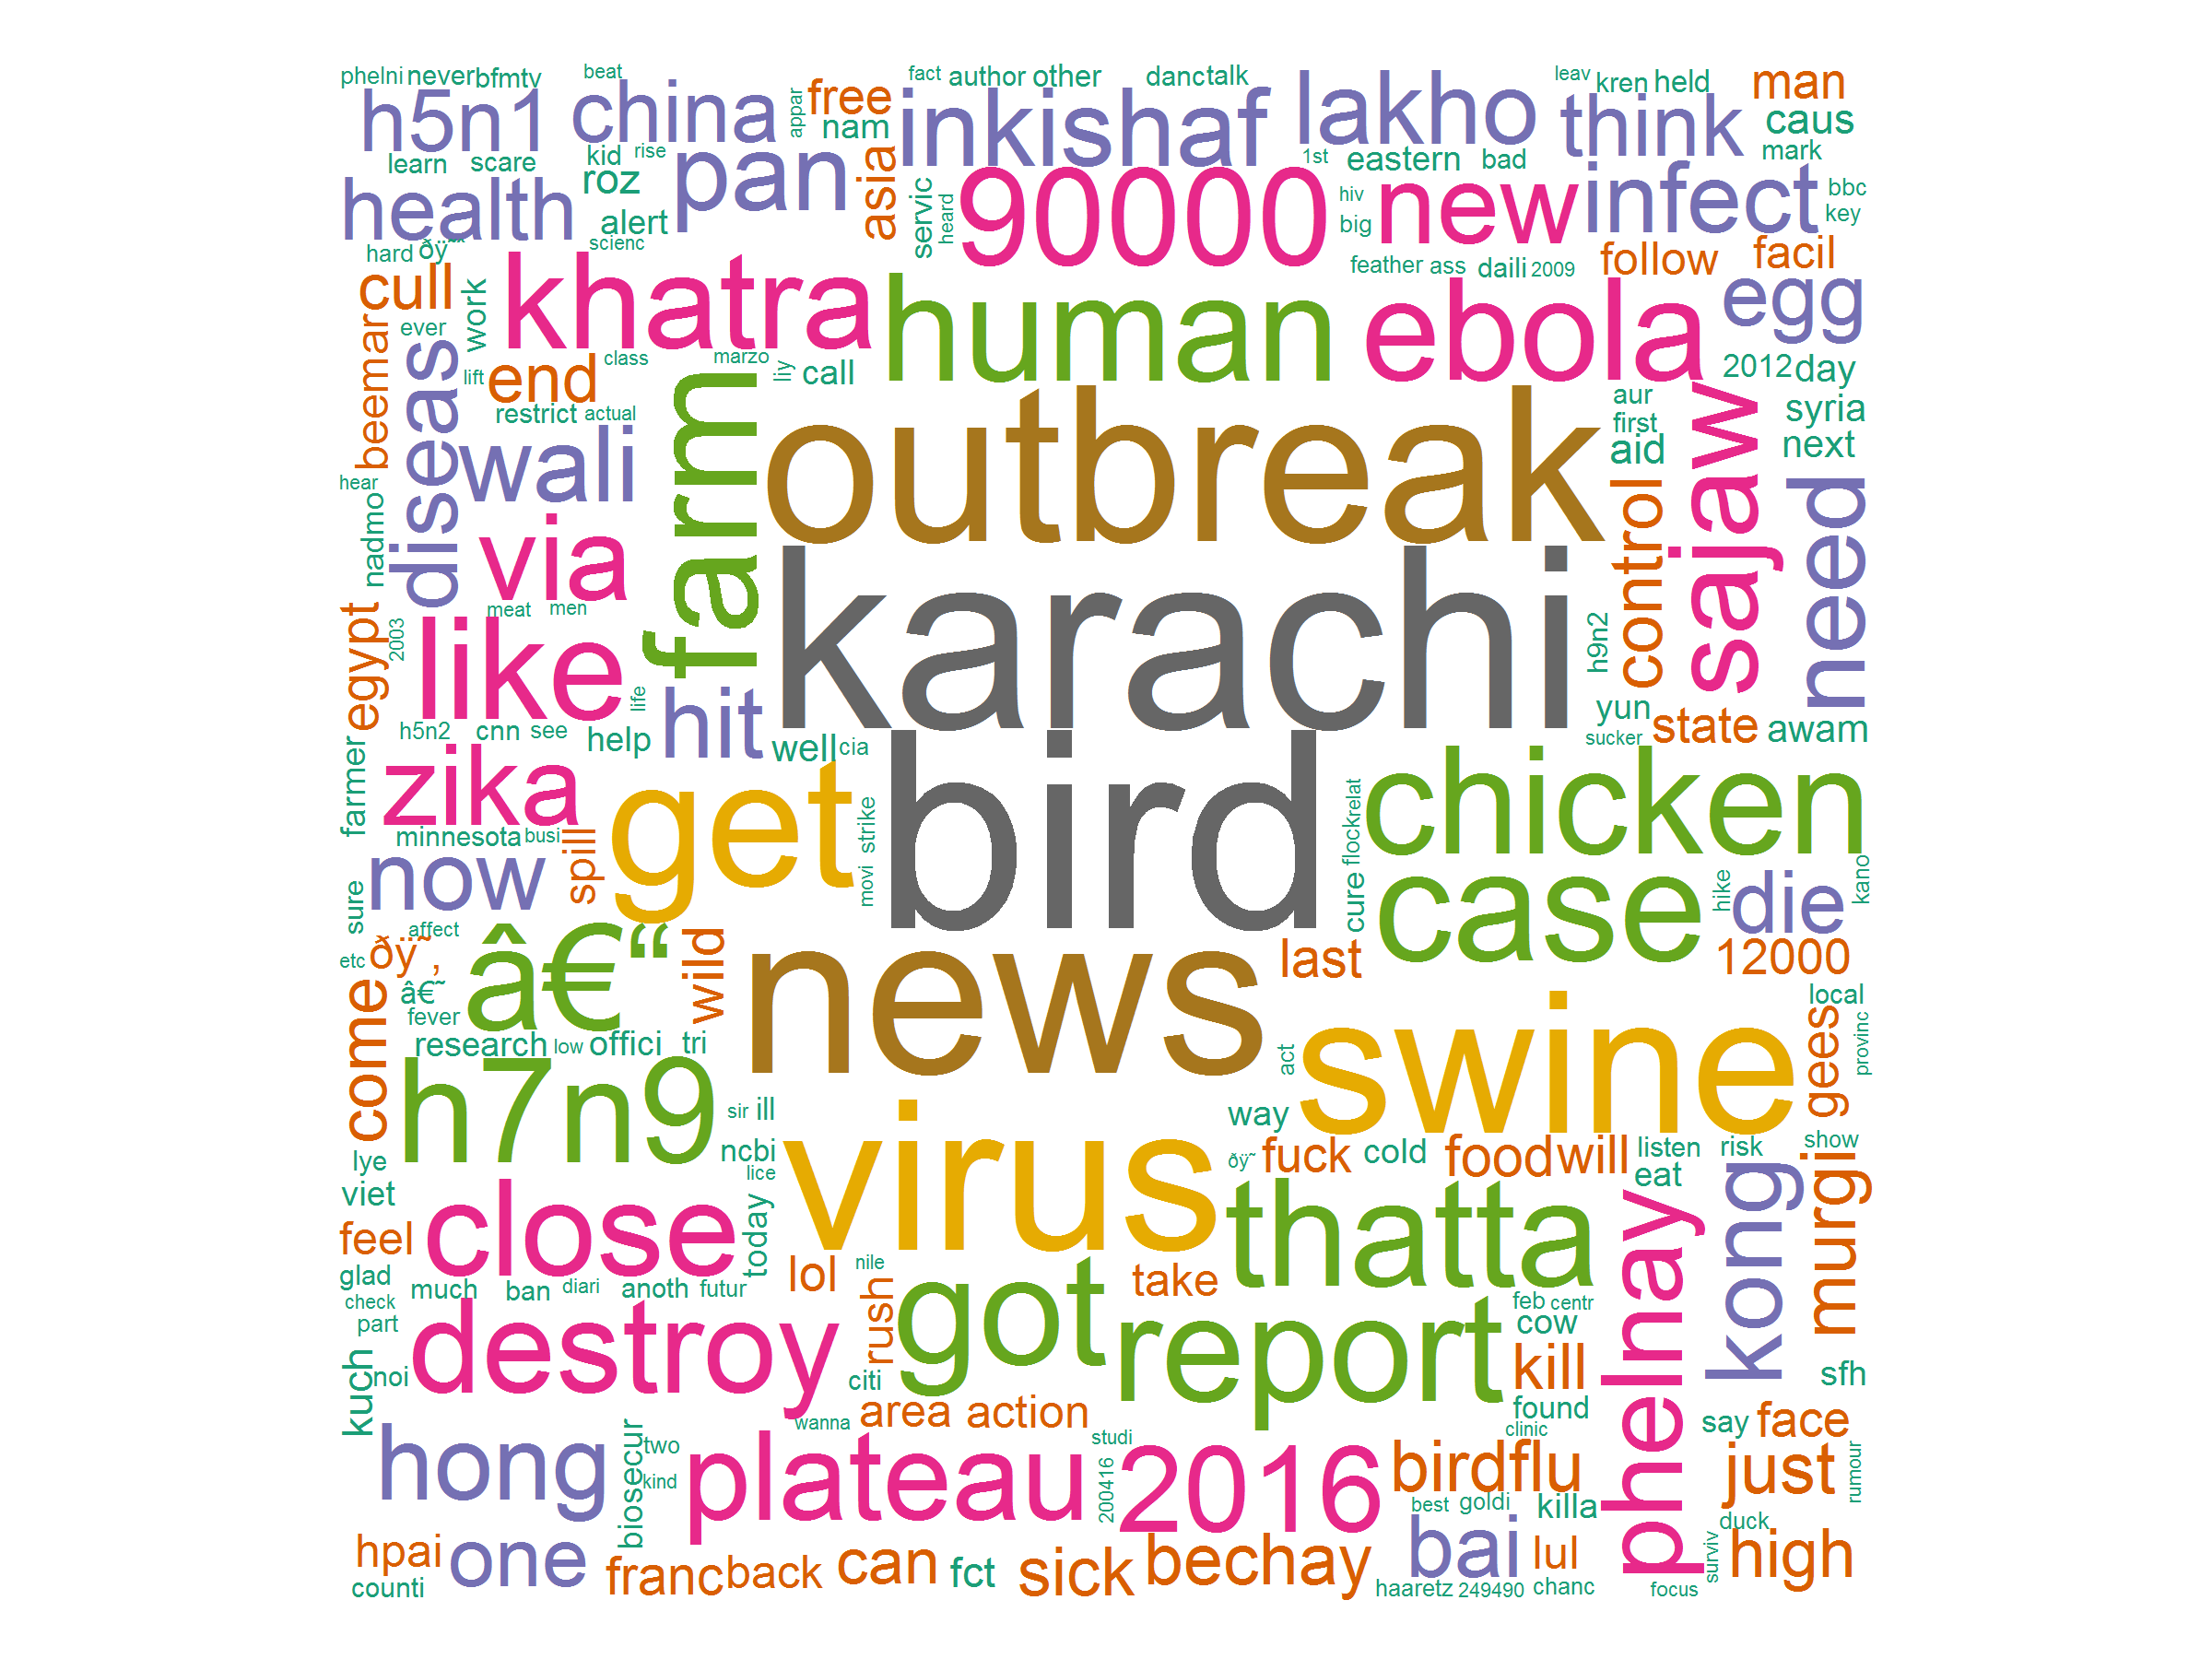 phelni never bfmtv beat fact author other danc talk leav kren held man
h5n1 china free inkishaf lakho think caus
appar nam mark
learn scare kid rise pan asia 1st eastern bad
health roz servic heard 90000 hiv new infect bbc
alert big key
hard ðÿ˜ scienc feather ass daili 2009 follow facil
cull work khatra human ebola egg
beemar ever class marzo liy call 2012 day
lift end farm outbreak aur sajaw syria
diseas restrict actual first
wali aid next
hear nadmo via control need
meat men karachi h9n2
egypt 2003 like life hit yun
h5n2 cnn see help well cia sucker state awam
farmer zika get bird chicken
minnesota busi spill movi strike flock relat
now cure case hike die kano
sure affect
etc ðÿ˜‚ â€“ wild news last 12000
â€˜ local
come fever swine gees provinc
research low offici tri act
h7n9 sir ill virus way
ncbi ðÿ˜ fuck cold food will listen risk show
lye lice eat
viet close today thatta phelnay kong murgi
feel
glad much ban diari anoth futur lol nile take
check rush got report feb centr
part destroy cow
kuch noi citi kill sfh
area action found say face
hong biosecur two wanna plateau studi 2016 clinic birdflu just rumour
kind 200416 best goldi killa
hpai one franc back can fct sick bechay bai lul duck high
counti haaretz 249490 chanc focus surviv